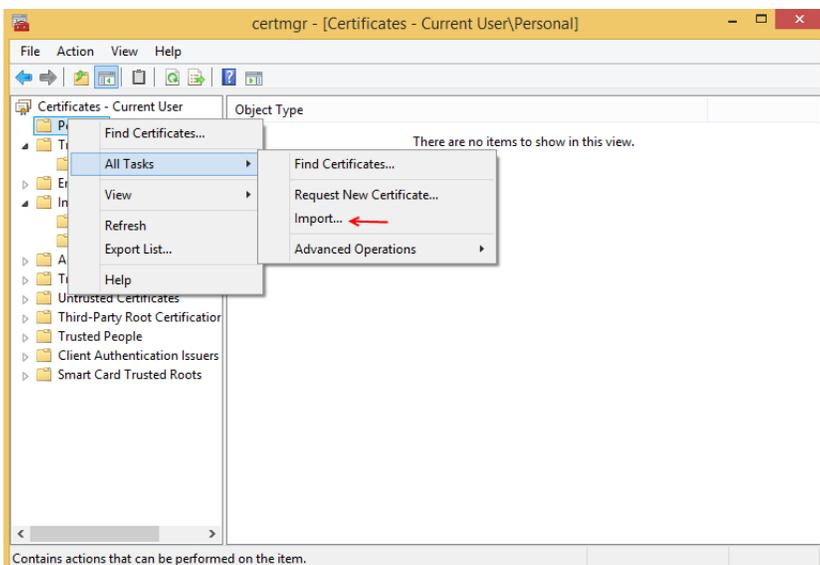 certmgr - [Certificates - Current User\Personal]
File Action View Help
Certificates - Current User
Object Type
There are no items to show in this view.
Find Certificates...
All Tasks
View
Refresh
Export List...
Help
Find Certificates...
Request New Certificate...
Import...
Advanced Operations
Untrusted Certificates
Third-Party Root Certification
Trusted People
Client Authentication Issuers
Smart Card Trusted Roots
Contains actions that can be performed on the item.